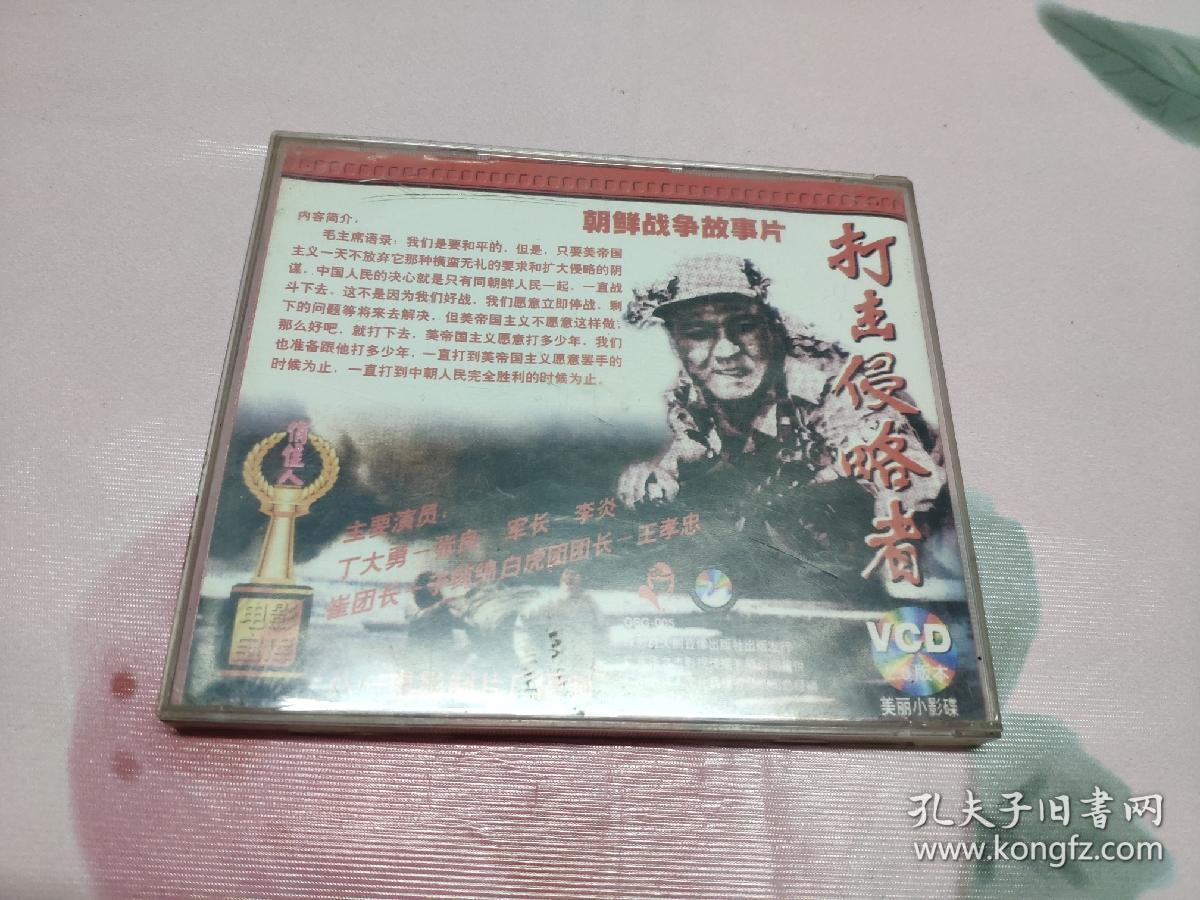 朝鲜战争故事片
打击侵略者
内容简介：
毛主席语录：我们是要和平的，但是，只要美帝国
主义一天不放弃它那种横蛮无礼的要求和扩大侵略的阴
谋，中国人民的决心就是只有同朝鲜人民一起，一直战
斗下去。这不是因为我们好战，我们愿意立即停战，剩
下的问题等将来去解决。但美帝国主义不愿意这样做；
那么好吧，就打下去，美帝国主义愿意打多少年，我们
也准备跟他打多少年，一直打到美帝国主义愿意罢手的
时候为止，一直打到中朝人民完全胜利的时候为止。
俏佳人
电影
主要演员：
丁大勇—张良 军长—李炎
白虎团团长—王孝忠
VCD
美丽小影碟
孔夫子旧书网
www.kongfz.com